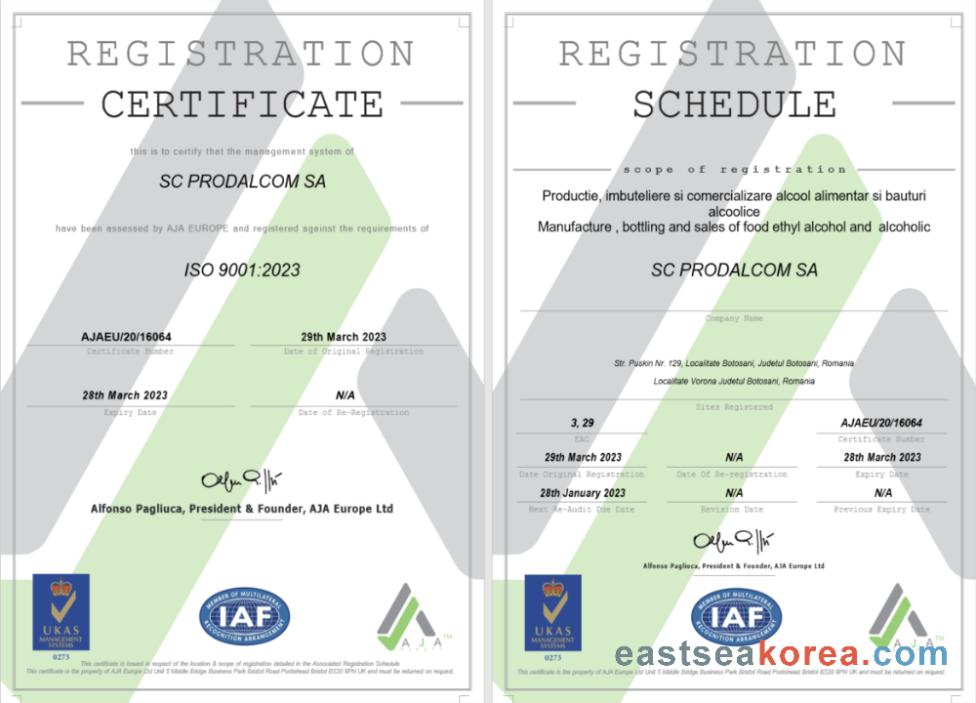 REGISTRATION
CERTIFICATE
this is to certify that the management system of
SC PRODALCOM SA
have been assessed by AJA EUROPE and registered against the requirements of
ISO 9001:2023
AJAEU/20/16064 29th March 2023
Certificate Number Date of Original Registration
28th March 2023 N/A
Expiry Date Date of Re-Registration
Alfonso Pagliuca, President & Founder, AJA Europe Ltd
UKAS
MANAGEMENT
SYSTEMS
0273
MEMBER OF MULTILATERAL
IAF
RECOGNITION ARRANGEMENT
AJA
TM
This certificate is issued in respect of the location & scope of registration detailed in the Associated Registration Schedule
This certificate is the property of AJA Europe Ltd Unit 5 Middle Bridge Business Park Bristol Road Portishead Bristol BS20 6PN UK and must be returned on request.
REGISTRATION
SCHEDULE
scope of registration
Productie, imbuteliere si comercializare alcool alimentar si bauturi
alcoolice
Manufacture , bottling and sales of food ethyl alcohol and alcoholic
SC PRODALCOM SA
Company Name
Str. Puskin Nr. 129, Localitate Botosani, Judetul Botosani, Romania
Localitate Vorona Judetul Botosani, Romania
Sites Registered
3, 29 AJAEU/20/16064
EAC Certificate Number
29th March 2023 N/A 28th March 2023
Date Original Registration Date Of Re-registration Expiry Date
28th January 2023 N/A N/A
Next Re-Audit Due Date Revision Date Previous Expiry Date
Alfonso Pagliuca, President & Founder, AJA Europe Ltd
UKAS
MANAGEMENT
SYSTEMS
0273
MEMBER OF MULTILATERAL
IAF
RECOGNITION ARRANGEMENT
AJA
TM
eastseakorea.com
This certificate is the property of AJA Europe Ltd Unit 5 Middle Bridge Business Park Bristol Road Portishead Bristol BS20 6PN UK and must be returned on request.